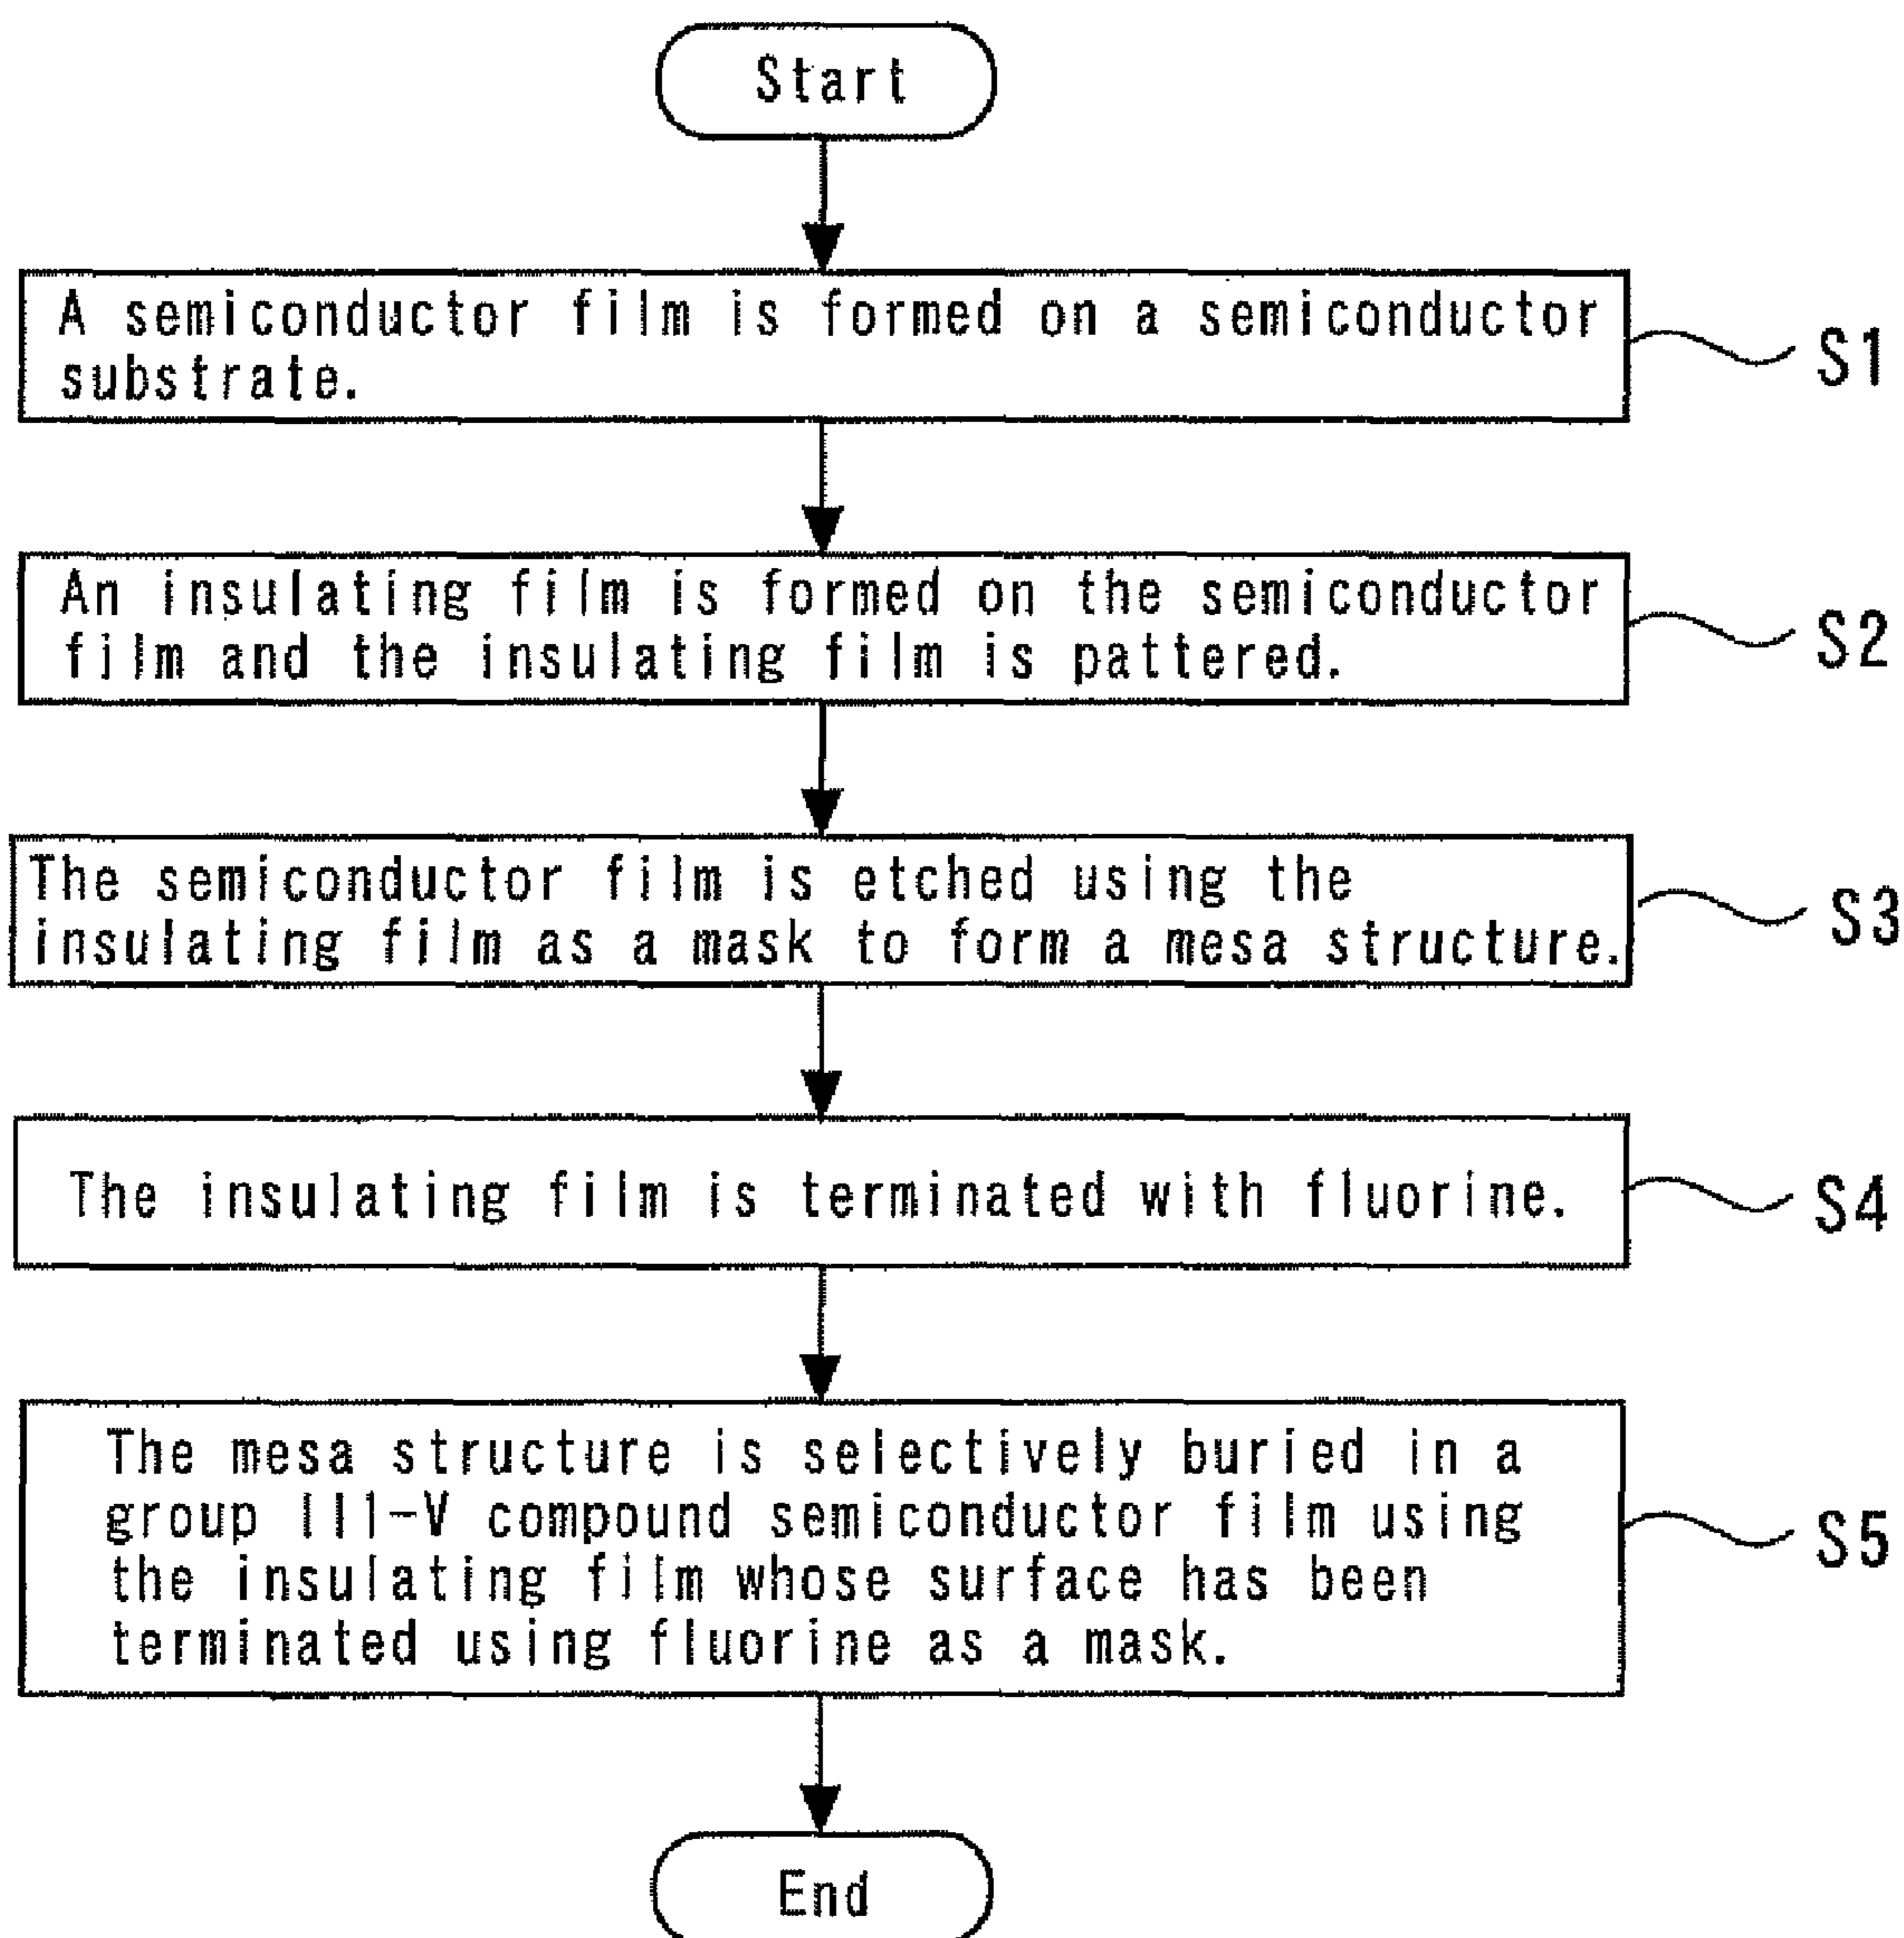 Start
A semiconductor film is formed on a semiconductor
substrate.
S1
An insulating film is formed on the semiconductor
film and the insulating film is pattered.
S2
The semiconductor film is etched using the
insulating film as a mask to form a mesa structure.
S3
The insulating film is terminated with fluorine.
S4
The mesa structure is selectively buried in a
group III-V compound semiconductor film using
the insulating film whose surface has been
terminated using fluorine as a mask.
S5
End